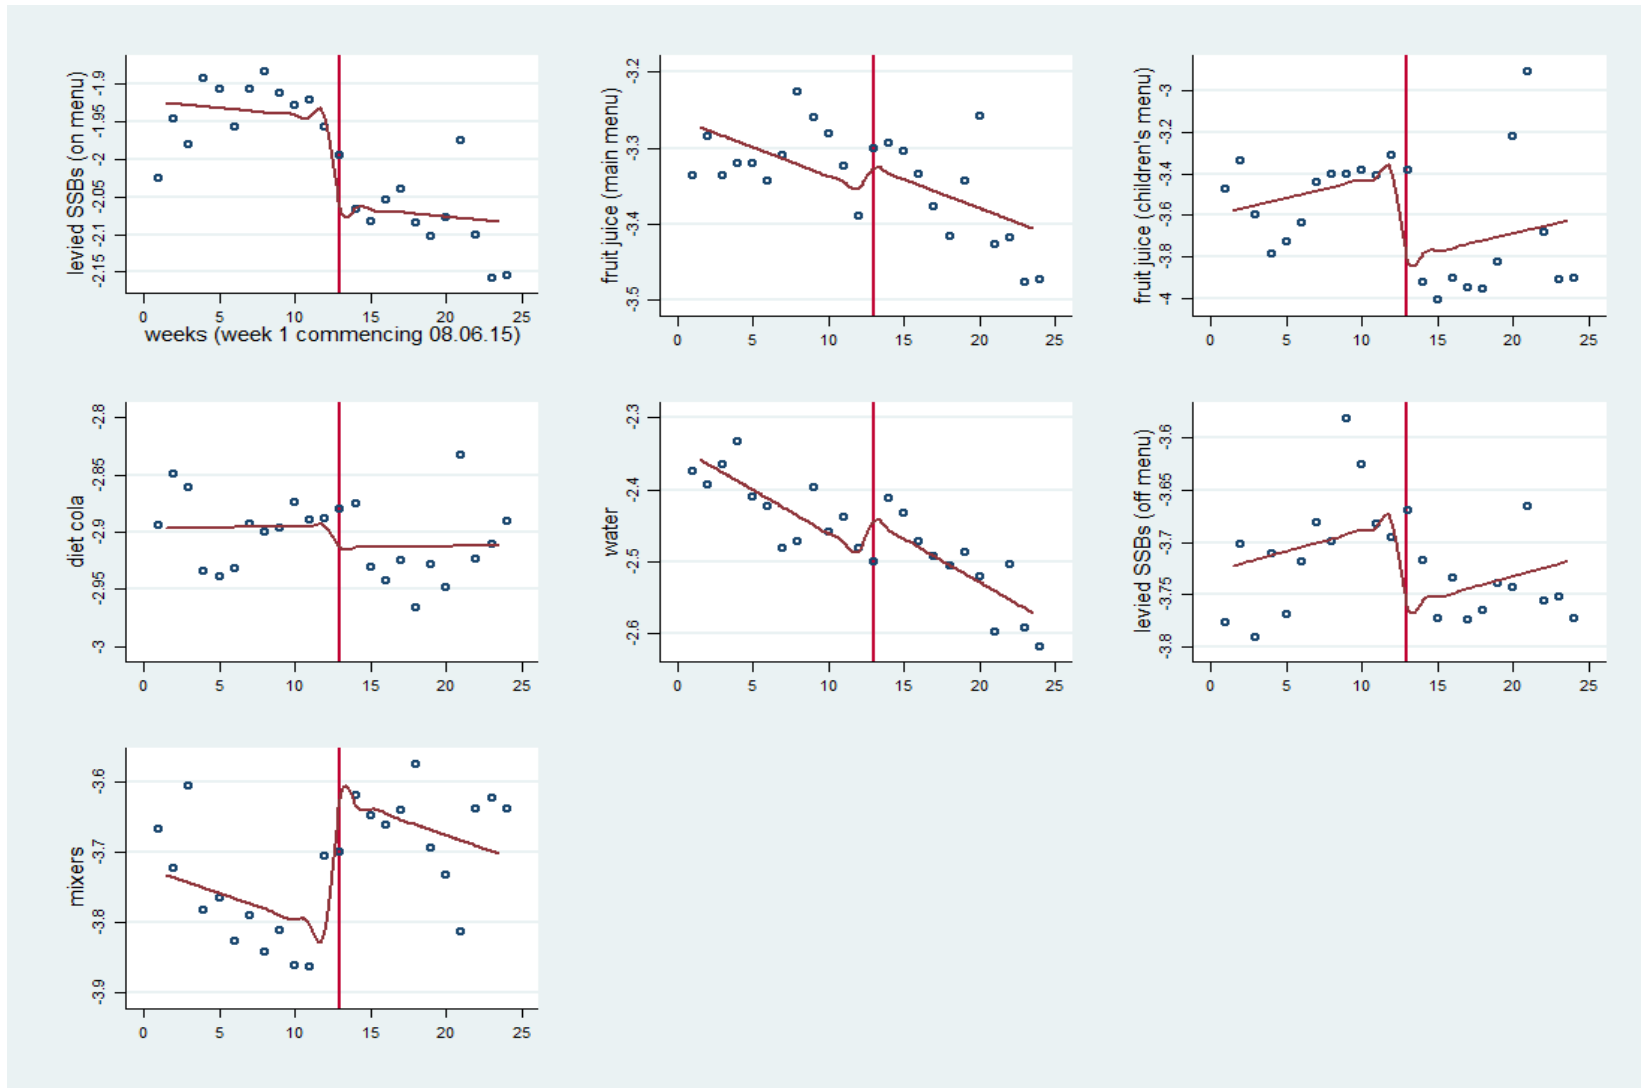 levied SSBs (on menu)
-1.9
-1.95
-2
-2.05
-2.1
-2.15
0 5 10 15 20 25
weeks (week 1 commencing 08.06.15)
fruit juice (main menu)
-3.2
-3.3
-3.4
-3.5
0 5 10 15 20 25
fruit juice (children's menu)
-3
-3.2
-3.4
-3.6
-3.8
-4
0 5 10 15 20 25
diet cola
-2.8
-2.85
-2.9
-2.95
-3
0 5 10 15 20 25
water
-2.3
-2.4
-2.5
-2.6
0 5 10 15 20 25
levied SSBs (off menu)
-3.6
-3.65
-3.7
-3.75
-3.8
0 5 10 15 20 25
mixers
-3.6
-3.7
-3.8
-3.9
0 5 10 15 20 25